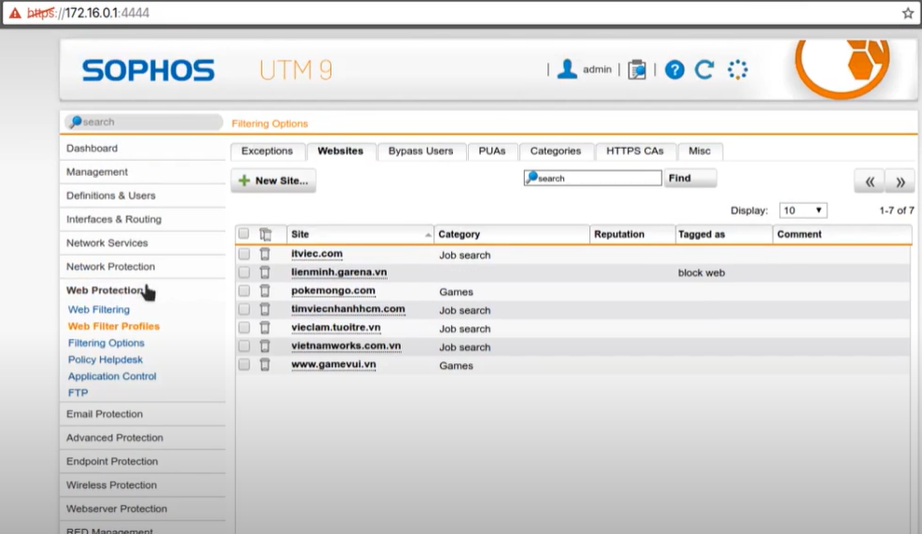 https://172.16.0.1:4444
SOPHOS UTM 9
admin
search
Filtering Options
Dashboard
Management
Definitions & Users
Interfaces & Routing
Network Services
Network Protection
Web Protection
Web Filtering
Web Filter Profiles
Filtering Options
Policy Helpdesk
Application Control
FTP
Email Protection
Advanced Protection
Endpoint Protection
Wireless Protection
Webserver Protection
RED Management
Exceptions Websites Bypass Users PUAs Categories HTTPS CAs Misc
+ New Site... search Find « »
Display: 10 1-7 of 7
Site Category Reputation Tagged as Comment
itviec.com Job search
lienminh.garena.vn block web
pokemongo.com Games
timviecnhanhhcm.com Job search
vieclam.tuoitre.vn Job search
vietnamworks.com.vn Job search
www.gamevui.vn Games